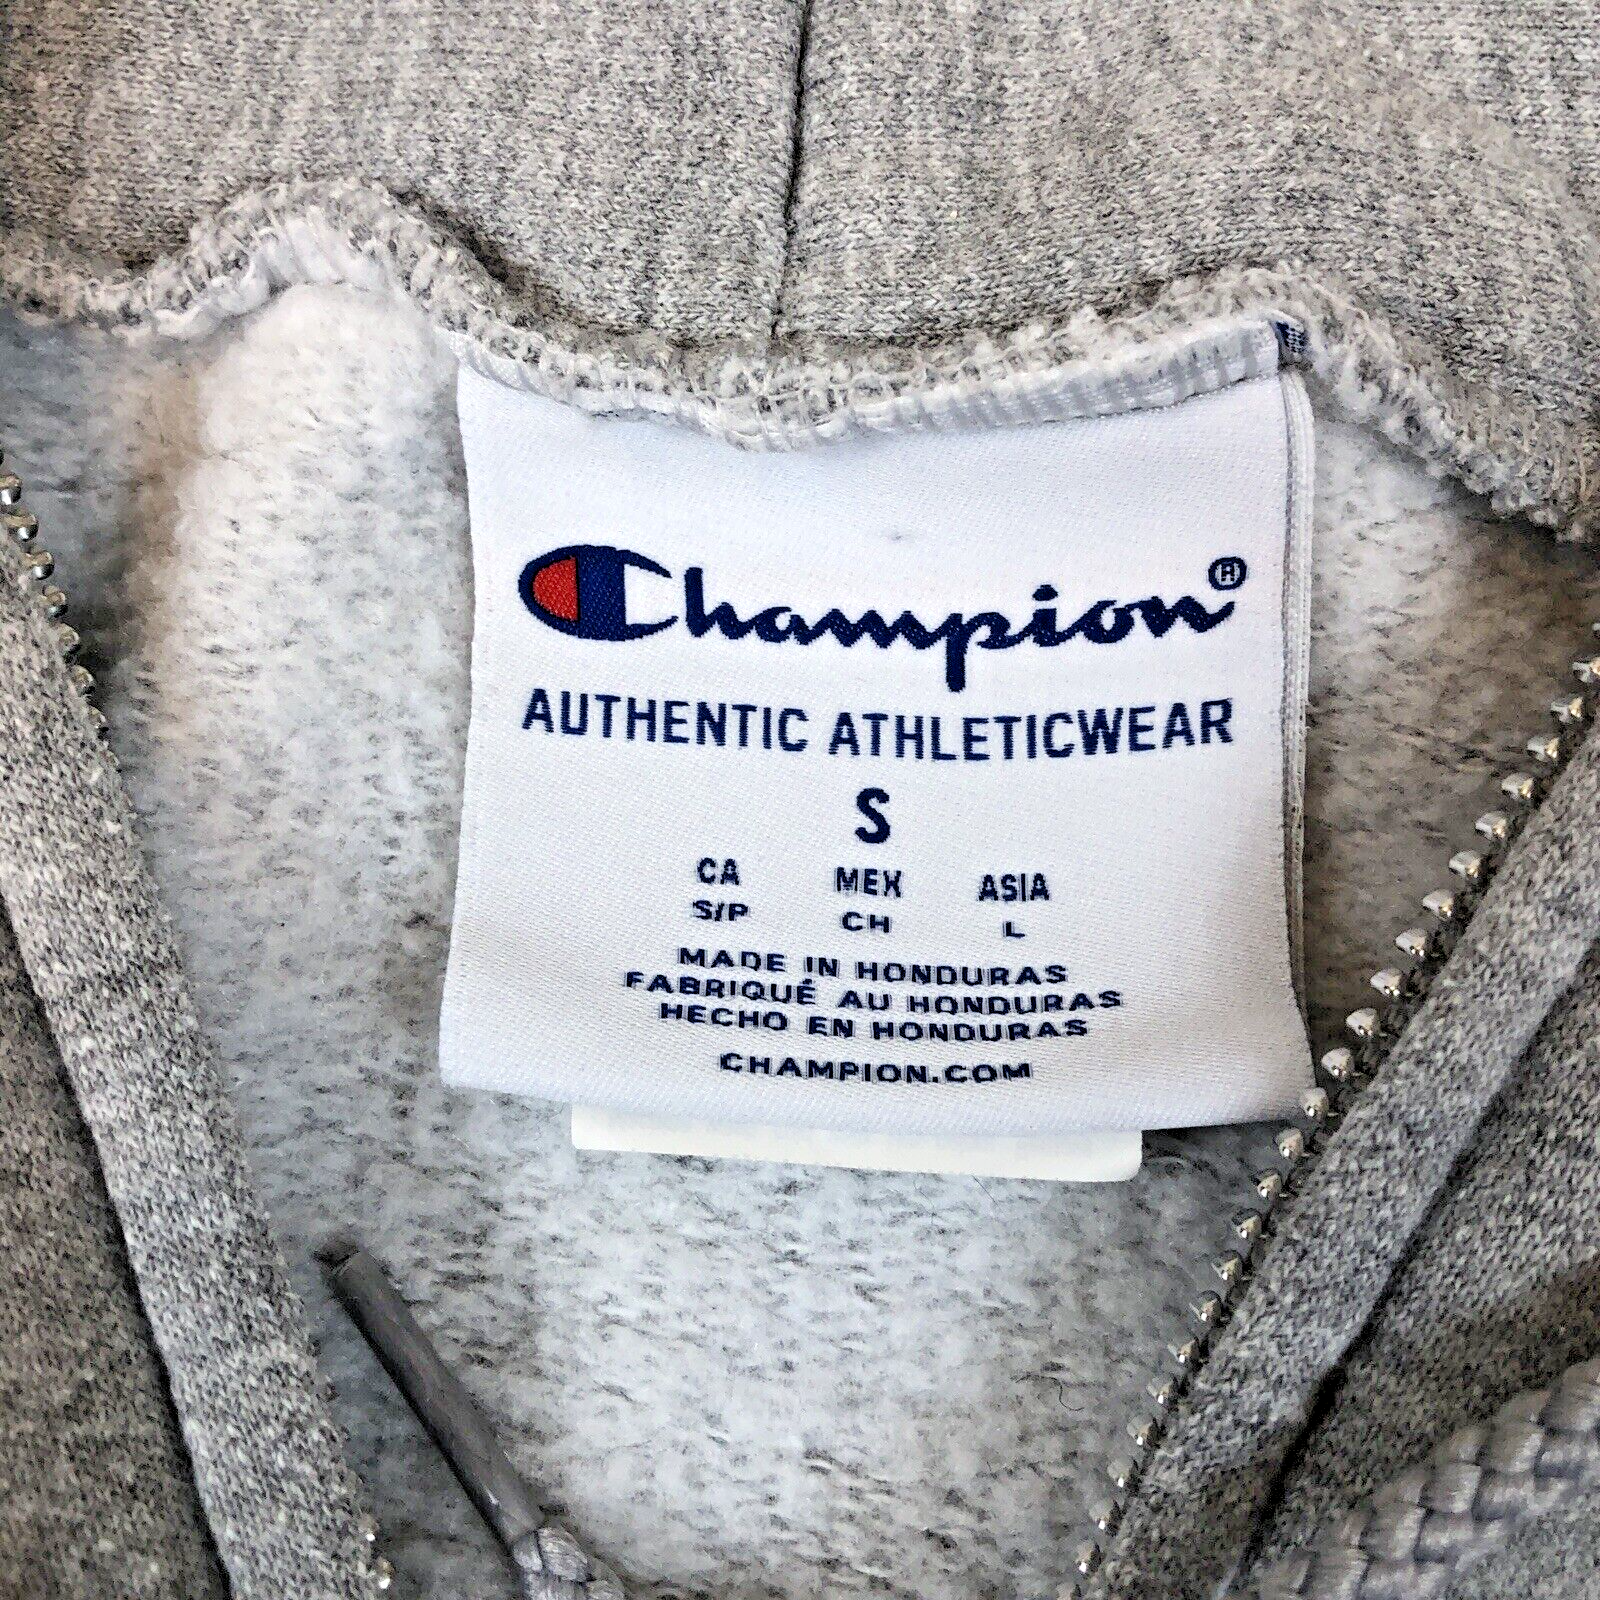 Champion®
AUTHENTIC ATHLETICWEAR
S
CA MEX ASIA
S/P CH L
MADE IN HONDURAS
FABRIQUÉ AU HONDURAS
HECHO EN HONDURAS
CHAMPION.COM